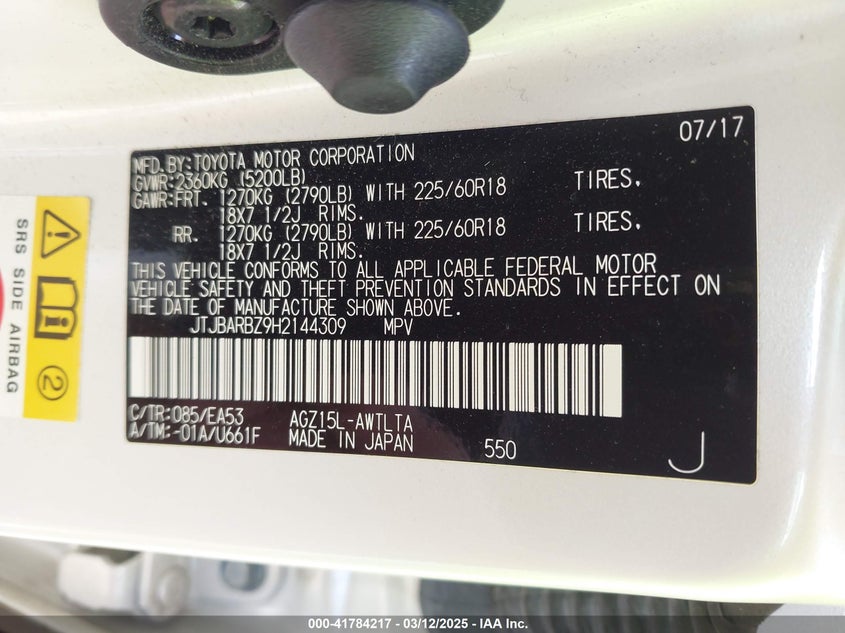 07/17
MFD.BY:TOYOTA MOTOR CORPORATION
GVWR:2360KG (5200LB)
GAWR:FRT. 1270KG (2790LB) WITH 225/60R18 TIRES.
18X7 1/2J RIMS.
RR. 1270KG (2790LB) WITH 225/60R18 TIRES.
18X7 1/2J RIMS.
THIS VEHICLE CONFORMS TO ALL APPLICABLE FEDERAL MOTOR
VEHICLE SAFETY AND THEFT PREVENTION STANDARDS IN EFFECT ON
THE DATE OF MANUFACTURE SHOWN ABOVE.
JTJBARBZ9H2144309 MPV
C/TR:085/EA53 AGZ15L-AWTLTA
A/TM:-01A/U661F MADE IN JAPAN 550
J
SRS SIDE AIRBAG
2
000-41784217 - 03/12/2025 - IAA Inc.